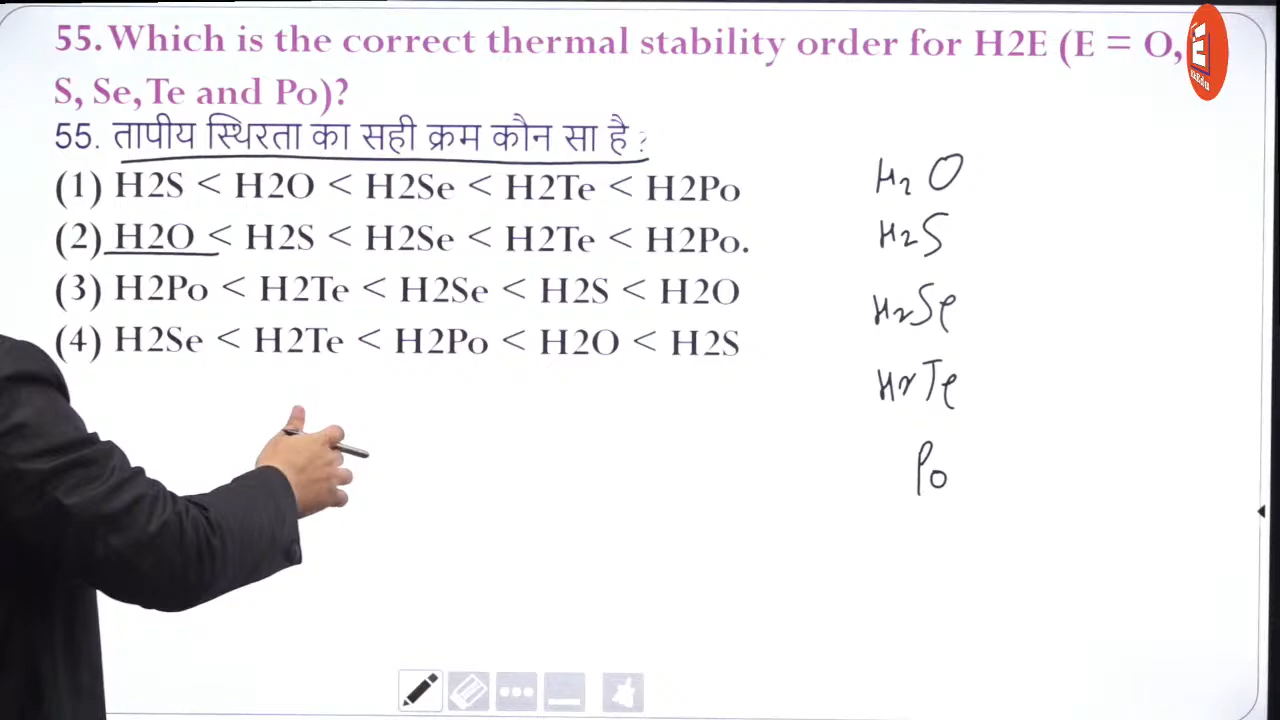 55. Which is the correct thermal stability order for H2E (E = O,
S, Se, Te and Po)?
55. तापीय स्थिरता का सही क्रम कौन सा है ?
(1) H2S < H2O < H2Se < H2Te < H2Po
(2) H2O < H2S < H2Se < H2Te < H2Po.
(3) H2Po < H2Te < H2Se < H2S < H2O
(4) H2Se < H2Te < H2Po < H2O < H2S
H2O
H2S
H2Se
H2Te
Po